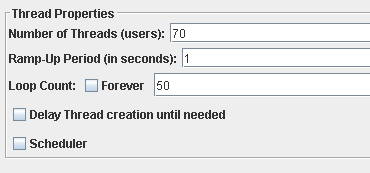 Thread Properties
Number of Threads (users): 70
Ramp-Up Period (in seconds): 1
Loop Count: Forever 50
Delay Thread creation until needed
Scheduler